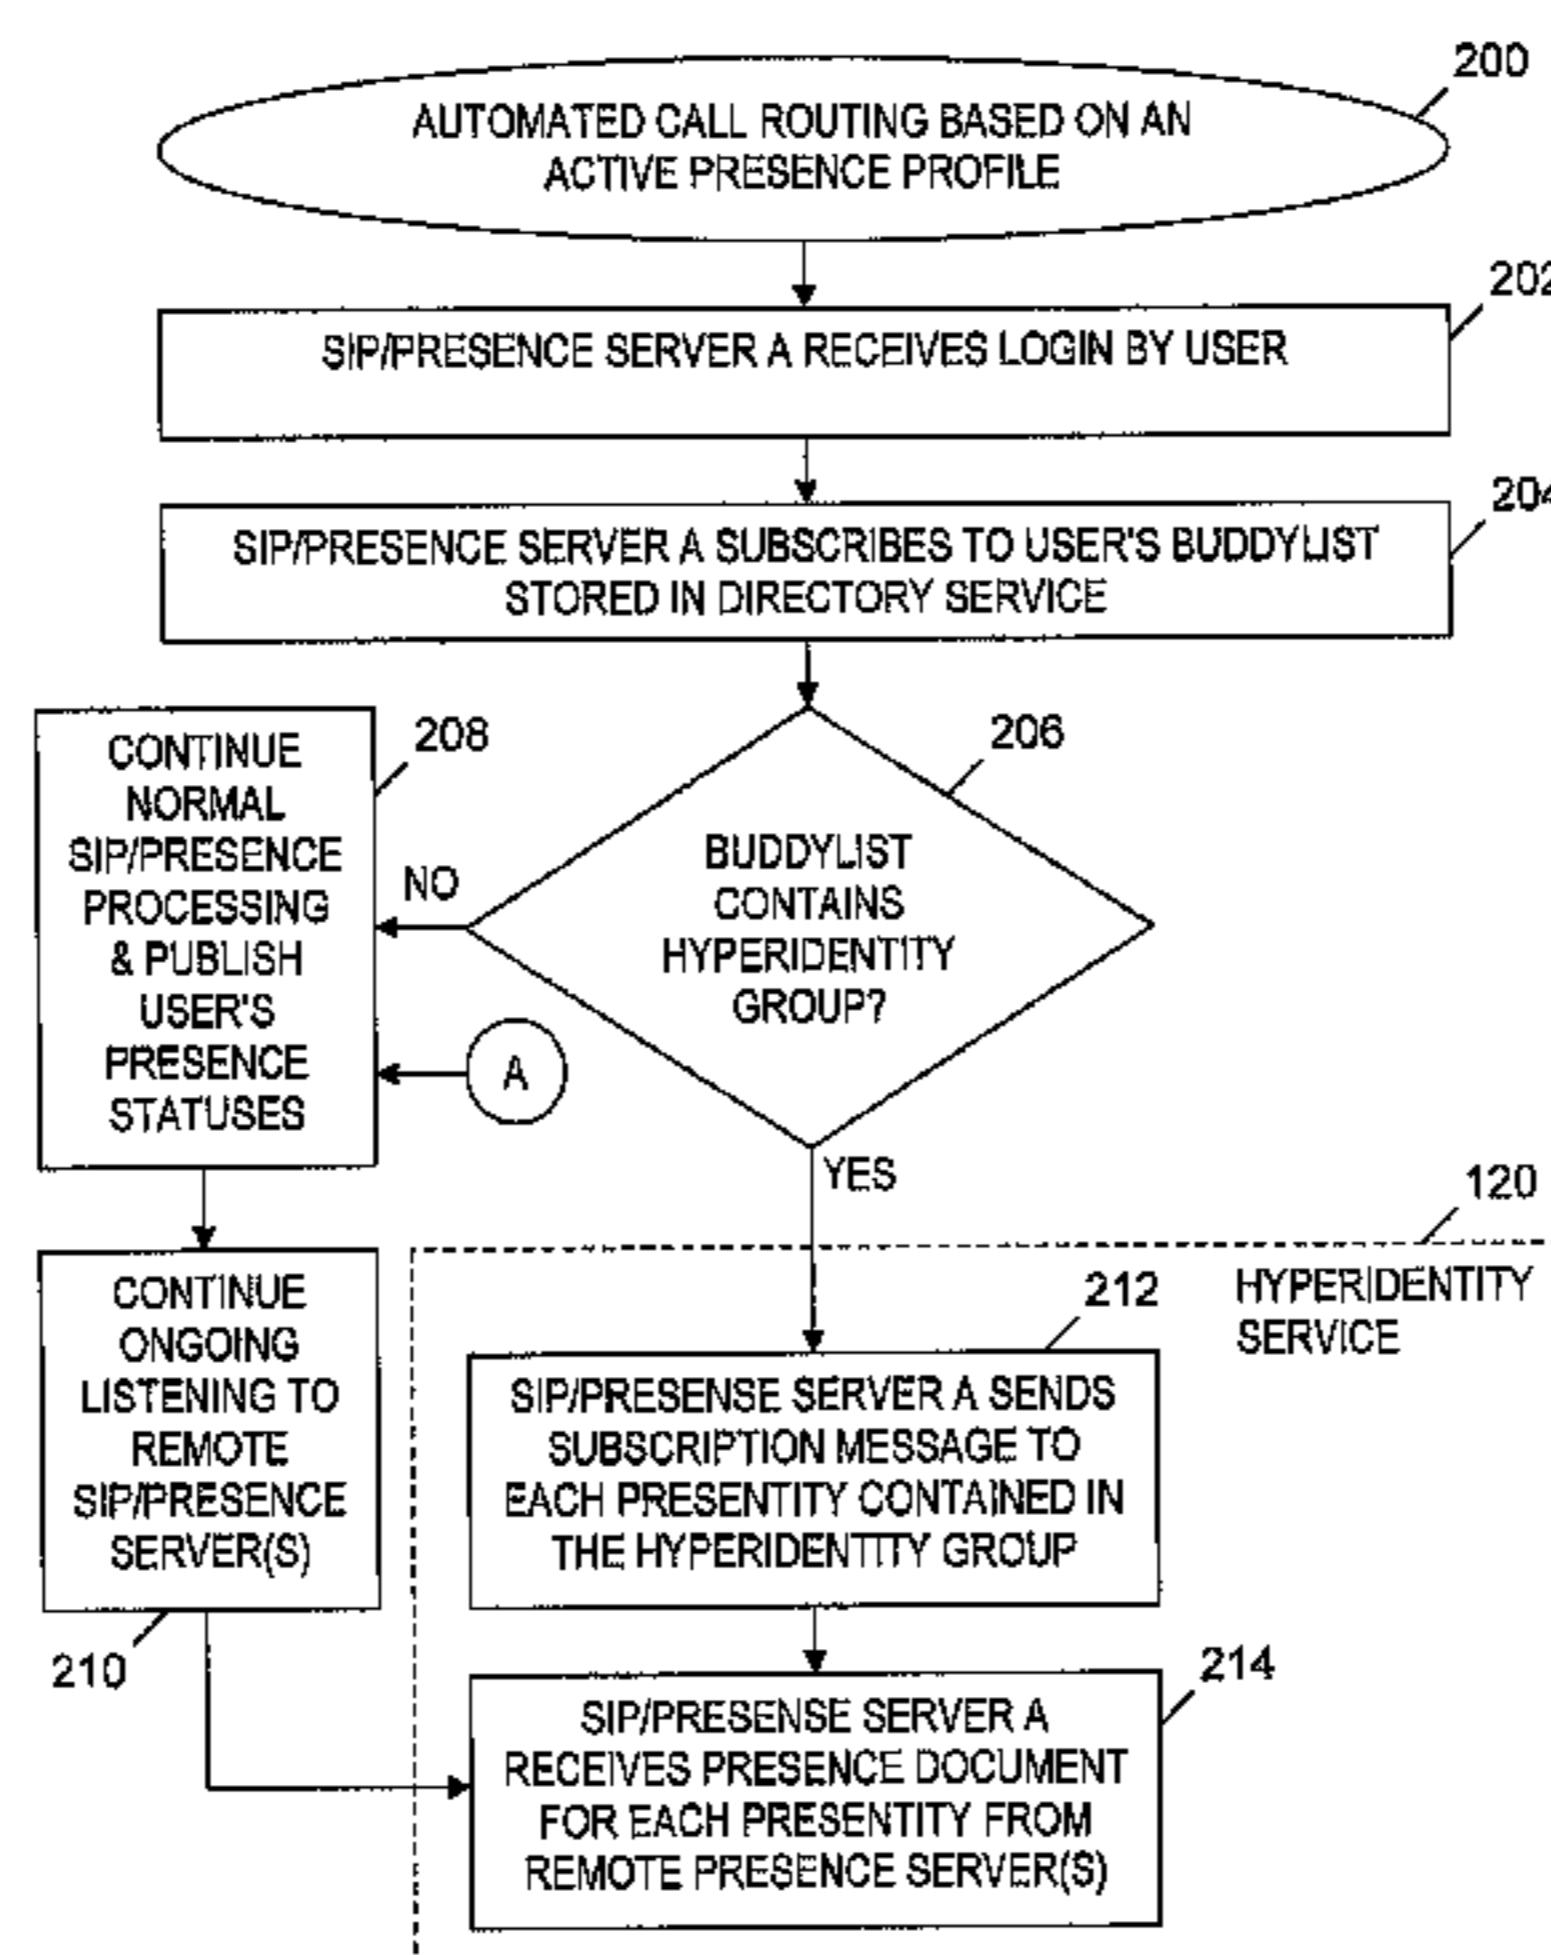 200
AUTOMATED CALL ROUTING BASED ON AN
ACTIVE PRESENCE PROFILE
202
SIP/PRESENCE SERVER A RECEIVES LOGIN BY USER
204
SIP/PRESENCE SERVER A SUBSCRIBES TO USER'S BUDDYLIST
STORED IN DIRECTORY SERVICE
208
CONTINUE
NORMAL
SIP/PRESENCE
PROCESSING
& PUBLISH
USER'S
PRESENCE
STATUSES
NO
A
206
BUDDYLIST
CONTAINS
HYPERIDENTITY
GROUP?
YES
120
HYPERIDENTITY
SERVICE
CONTINUE
ONGOING
LISTENING TO
REMOTE
SIP/PRESENCE
SERVER(S)
210
212
SIP/PRESENSE SERVER A SENDS
SUBSCRIPTION MESSAGE TO
EACH PRESENTITY CONTAINED IN
THE HYPERIDENTITY GROUP
214
SIP/PRESENSE SERVER A
RECEIVES PRESENCE DOCUMENT
FOR EACH PRESENTITY FROM
REMOTE PRESENCE SERVER(S)